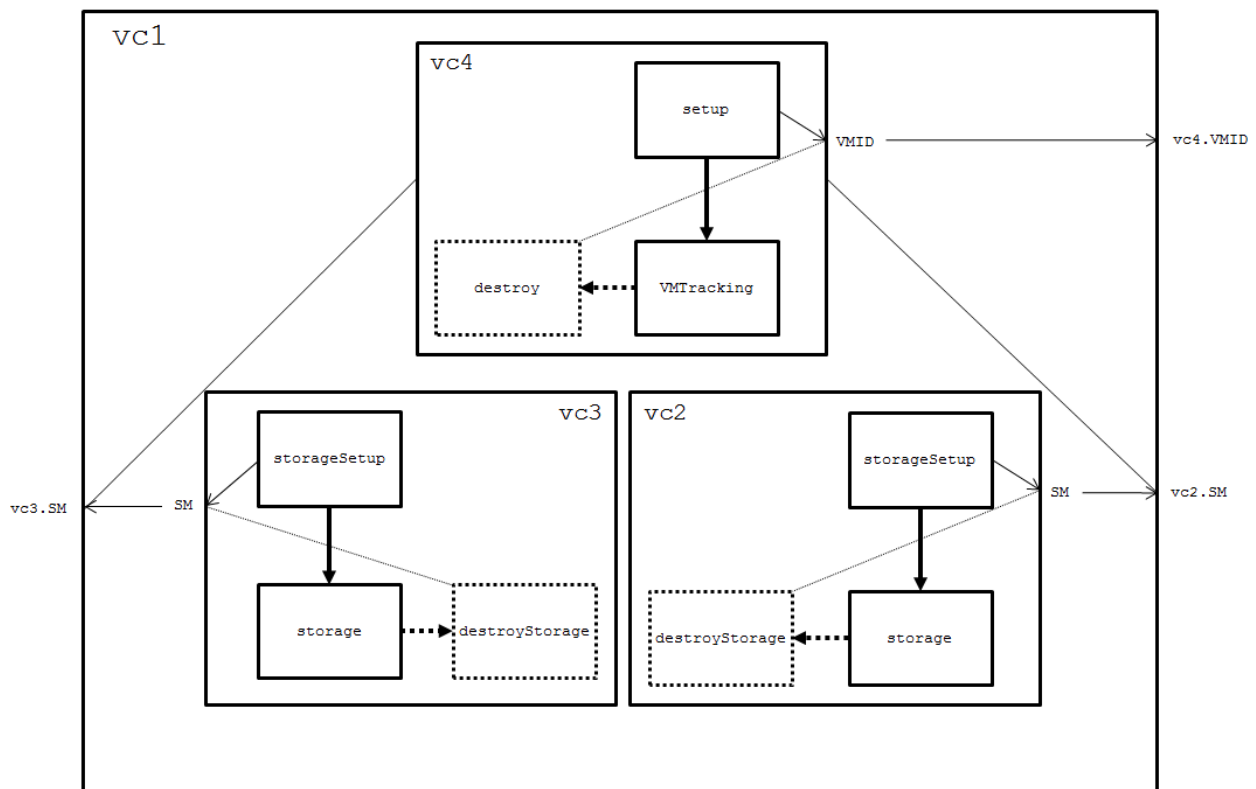 vc1
vc4
setup
VMID
vc4.VMID
destroy
VMTracking
vc3
vc2
storageSetup
storageSetup
vc3.SM
SM
SM
vc2.SM
storage
destroyStorage
destroyStorage
storage